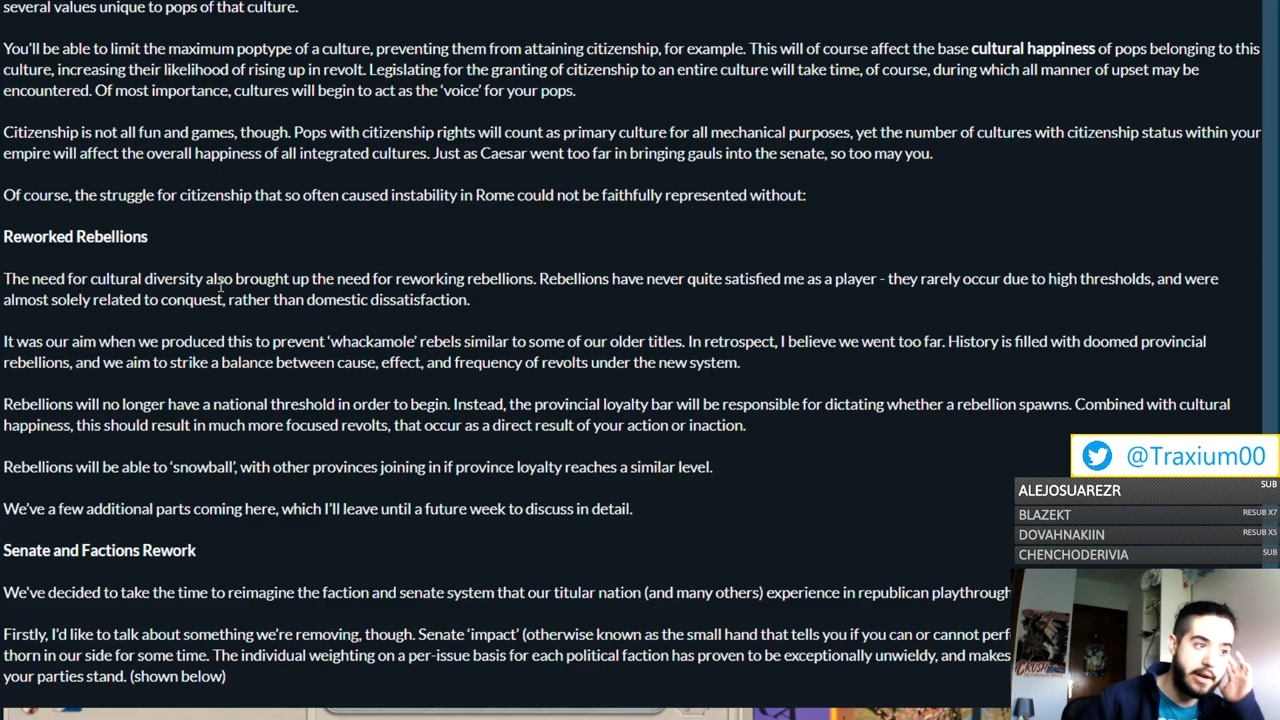 several values unique to pops of that culture.
You'll be able to limit the maximum poptype of a culture, preventing them from attaining citizenship, for example. This will of course affect the base cultural happiness of pops belonging to this
culture, increasing their likelihood of rising up in revolt. Legislating for the granting of citizenship to an entire culture will take time, of course, during which all manner of upset may be
encountered. Of most importance, cultures will begin to act as the 'voice' for your pops.
Citizenship is not all fun and games, though. Pops with citizenship rights will count as primary culture for all mechanical purposes, yet the number of cultures with citizenship status within your
empire will affect the overall happiness of all integrated cultures. Just as Caesar went too far in bringing gauls into the senate, so too may you.
Of course, the struggle for citizenship that so often caused instability in Rome could not be faithfully represented without:
Reworked Rebellions
The need for cultural diversity also brought up the need for reworking rebellions. Rebellions have never quite satisfied me as a player - they rarely occur due to high thresholds, and were
almost solely related to conquest, rather than domestic dissatisfaction.
It was our aim when we produced this to prevent 'whackamole' rebels similar to some of our older titles. In retrospect, I believe we went too far. History is filled with doomed provincial
rebellions, and we aim to strike a balance between cause, effect, and frequency of revolts under the new system.
Rebellions will no longer have a national threshold in order to begin. Instead, the provincial loyalty bar will be responsible for dictating whether a rebellion spawns. Combined with cultural
happiness, this should result in much more focused revolts, that occur as a direct result of your action or inaction.
Rebellions will be able to 'snowball', with other provinces joining in if province loyalty reaches a similar level.
We've a few additional parts coming here, which I'll leave until a future week to discuss in detail.
Senate and Factions Rework
We've decided to take the time to reimagine the faction and senate system that our titular nation (and many others) experience in republican playthroug
Firstly, I'd like to talk about something we're removing, though. Senate 'impact' (otherwise known as the small hand that tells you if you can or cannot perf
thorn in our side for some time. The individual weighting on a per-issue basis for each political faction has proven to be exceptionally unwieldy, and makes
your parties stand. (shown below)
@Traxium00
ALEJOSUAREZR SUB
BLAZEKT RESUB X7
DOVAHNAKIIN RESUB X5
CHENCHODERIVIA SUB
CRUSH